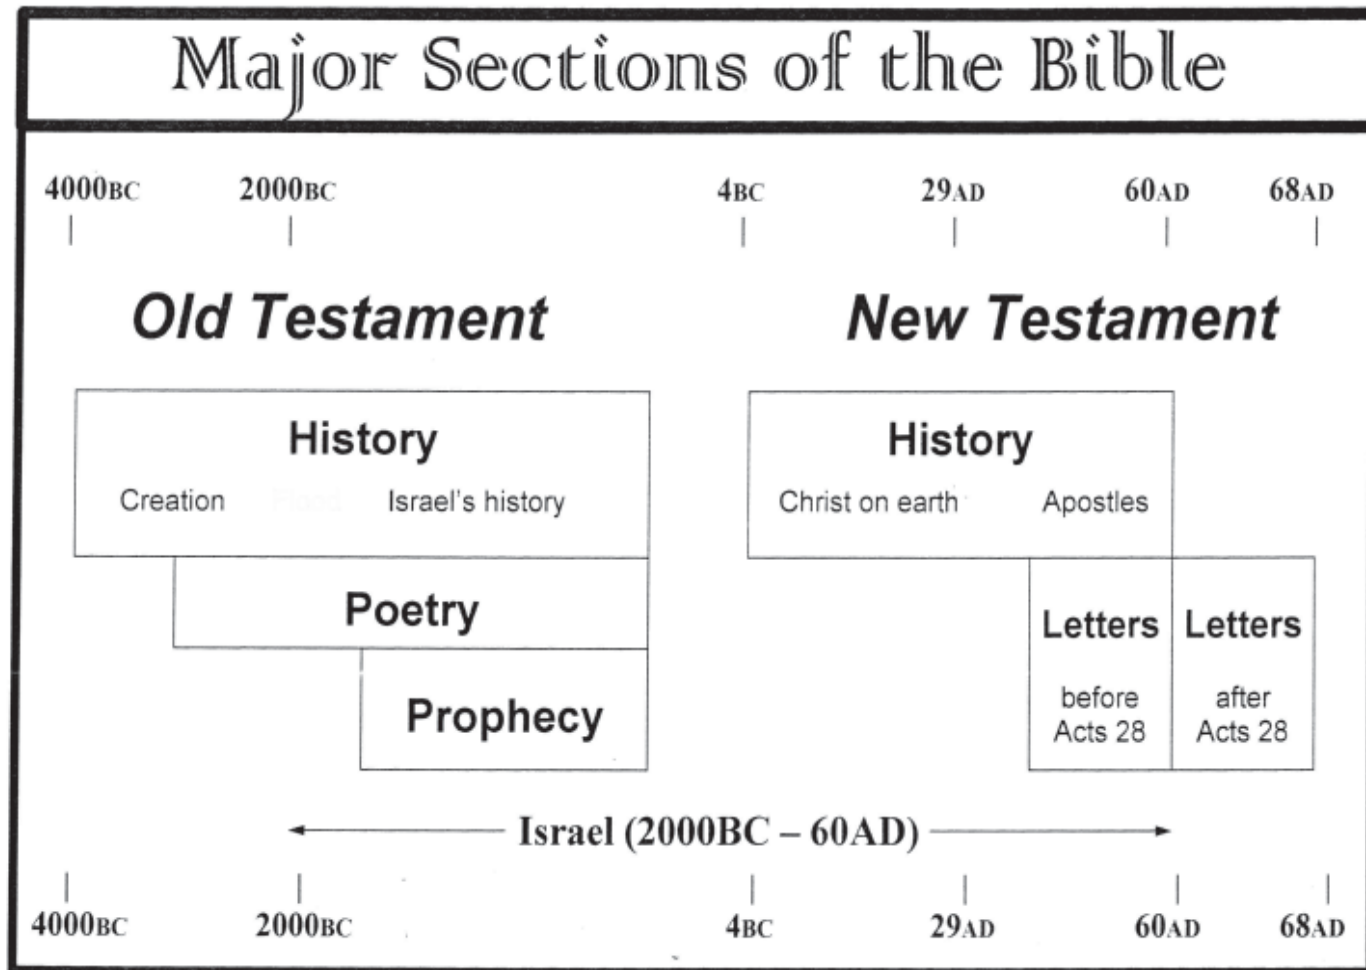 Major Sections of the Bible
4000BC 2000BC 4BC 29AD 60AD 68AD
Old Testament New Testament
History History
Creation Flood Israel's history Christ on earth Apostles
Poetry
Letters Letters
Prophecy
before after
Acts 28 Acts 28
Israel (2000BC – 60AD)
4000BC 2000BC 4BC 29AD 60AD 68AD